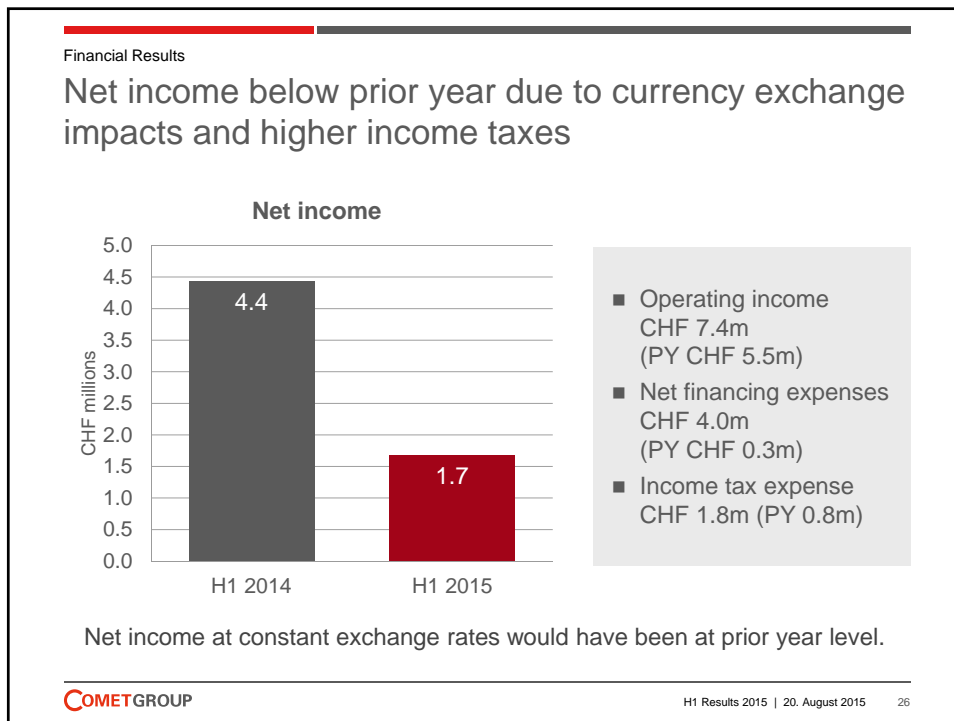 Financial Results
Net income below prior year due to currency exchange
impacts and higher income taxes
Net income
5.0
4.5
4.0
3.5
3.0
2.5
2.0
1.5
1.0
0.5
0.0
CHF millions
4.4
1.7
H1 2014
H1 2015
■ Operating income
CHF 7.4m
(PY CHF 5.5m)
■ Net financing expenses
CHF 4.0m
(PY CHF 0.3m)
■ Income tax expense
CHF 1.8m (PY 0.8m)
Net income at constant exchange rates would have been at prior year level.
COMETGROUP
H1 Results 2015 | 20. August 2015 26